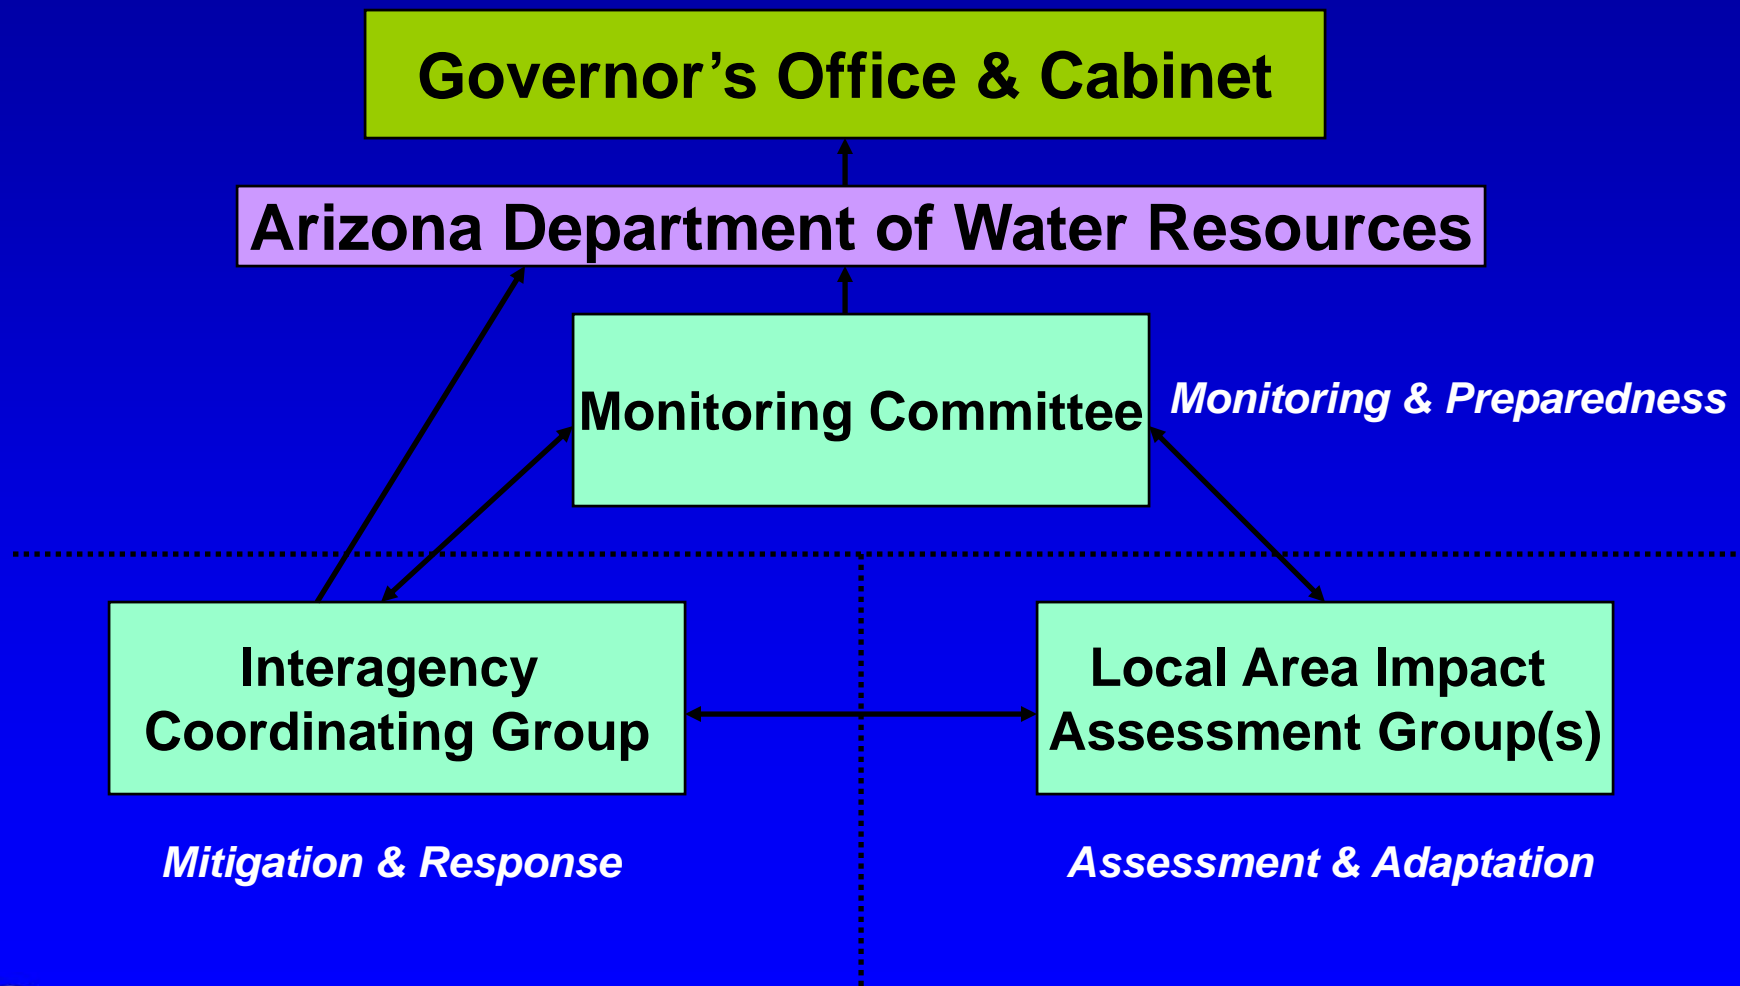 Governor’s Office & Cabinet
Arizona Department of Water Resources
Monitoring Committee
Monitoring & Preparedness
Interagency
Coordinating Group
Local Area Impact
Assessment Group(s)
Mitigation & Response
Assessment & Adaptation